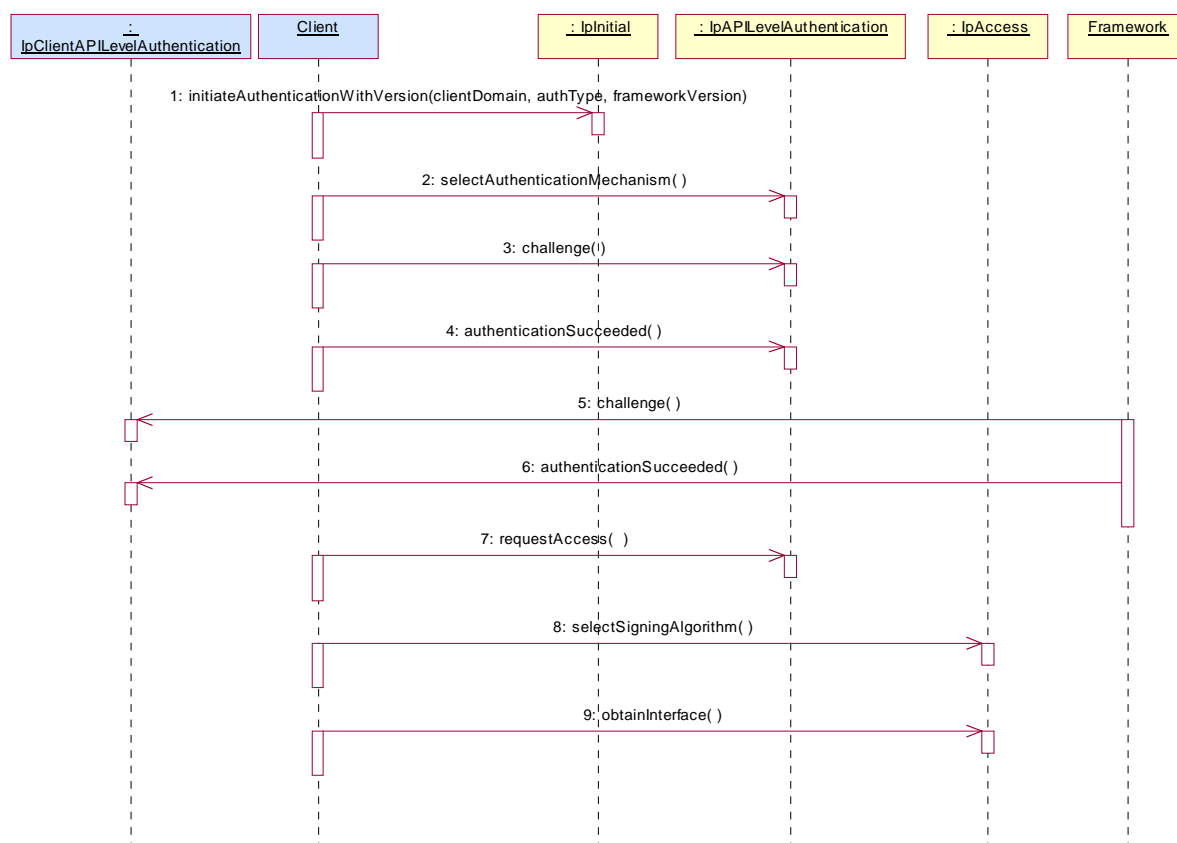 :
IpClientAPILevelAuthentication
Client
: IpInitial
: IpAPILevelAuthentication
: IpAccess
Framework
1: initiateAuthenticationWithVersion(clientDomain, authType, frameworkVersion)
2: selectAuthenticationMechanism( )
3: challenge( )
4: authenticationSucceeded( )
5: challenge( )
6: authenticationSucceeded( )
7: requestAccess(  )
8: selectSigningAlgorithm( )
9: obtainInterface( )